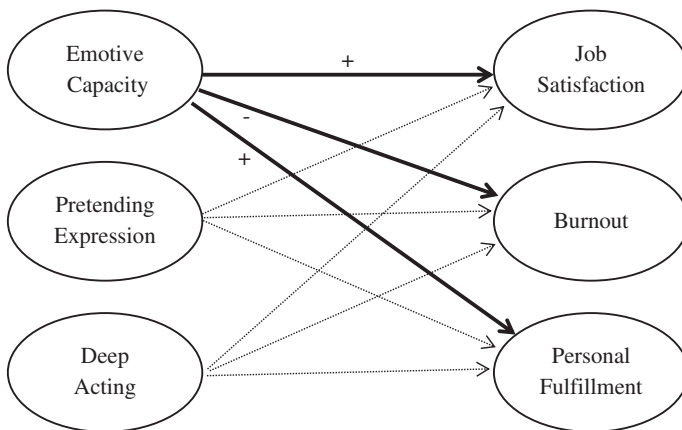 Emotive
Capacity
Job
Satisfaction
+
-
+
Pretending
Expression
Burnout
Deep
Acting
Personal
Fulfillment